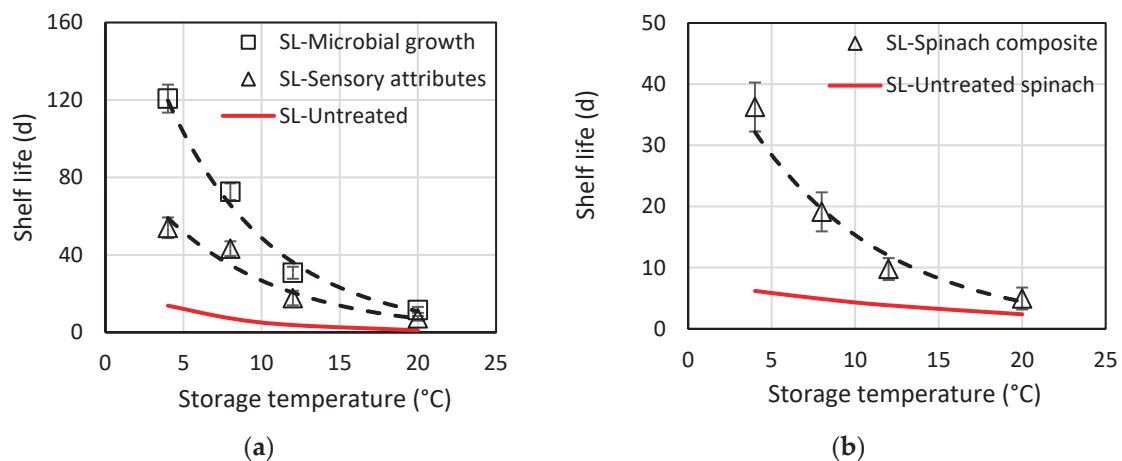 160
120
80
40
0
Shelf life (d)
SL-Microbial growth
SL-Sensory attributes
SL-Untreated
0 5 10 15 20 25
Storage temperature (°C)
(a)
50
40
30
20
10
0
Shelf life (d)
SL-Spinach composite
SL-Untreated spinach
0 5 10 15 20 25
Storage temperature (°C)
(b)